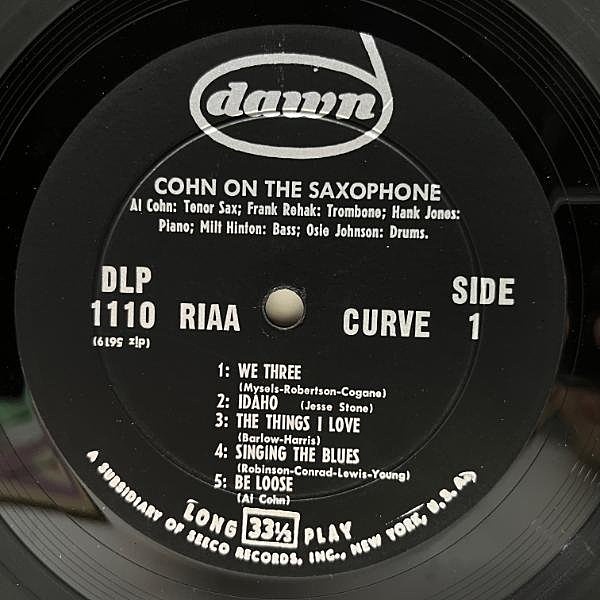 dawn
COHN ON THE SAXOPHONE
Al Cohn: Tenor Sax; Frank Rehak: Trombone; Hank Jones:
Piano; Milt Hinton: Bass; Osie Johnson: Drums.
DLP
1110
RIAA CURVE
SIDE
1
(dlz 5619)
1: WE THREE
(Mysels-Robertson-Cogane)
2: IDAHO (Jesse Stone)
3: THE THINGS I LOVE
(Barlow-Harris)
4: SINGING THE BLUES
(Robinson-Conrad-Lewis-Young)
5: BE LOOSE
(Al Cohn)
LONG 33⅓ PLAY
A SUBSIDIARY OF SEECO RECORDS, INC., NEW YORK, U.S.A.